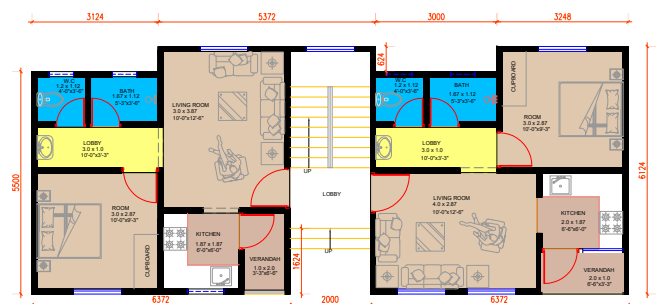 3124
5372
3000
3248
624
W.C
1.2 x 1.12
4'-0"x3'-6"
BATH
1.67 x 1.12
5'-3"x3'-6"
LIVING ROOM
3.0 x 3.87
10'-0"x12'-6"
W.C
1.2 x 1.12
4'-0"x3'-6"
BATH
1.67 x 1.12
5'-3"x3'-6"
CUPBOARD
ROOM
3.0 x 2.87
10'-0"x9'-3"
LOBBY
3.0 x 1.0
10'-0"x3'-3"
UP
LOBBY
3.0 x 1.0
10'-0"x3'-3"
5500
6124
ROOM
3.0 x 2.87
10'-0"x9'-3"
CUPBOARD
LOBBY
LIVING ROOM
4.0 x 2.87
10'-0"x12'-6"
KITCHEN
2.0 x 1.87
6'-6"x6'-0"
KITCHEN
1.87 x 1.87
6'-0"x6'-0"
VERANDAH
1.0 x 2.0
3'-3"x6'-6"
1624
UP
VERANDAH
2.0 x 1.0
6'-6"x3'-3"
6372
2000
6372